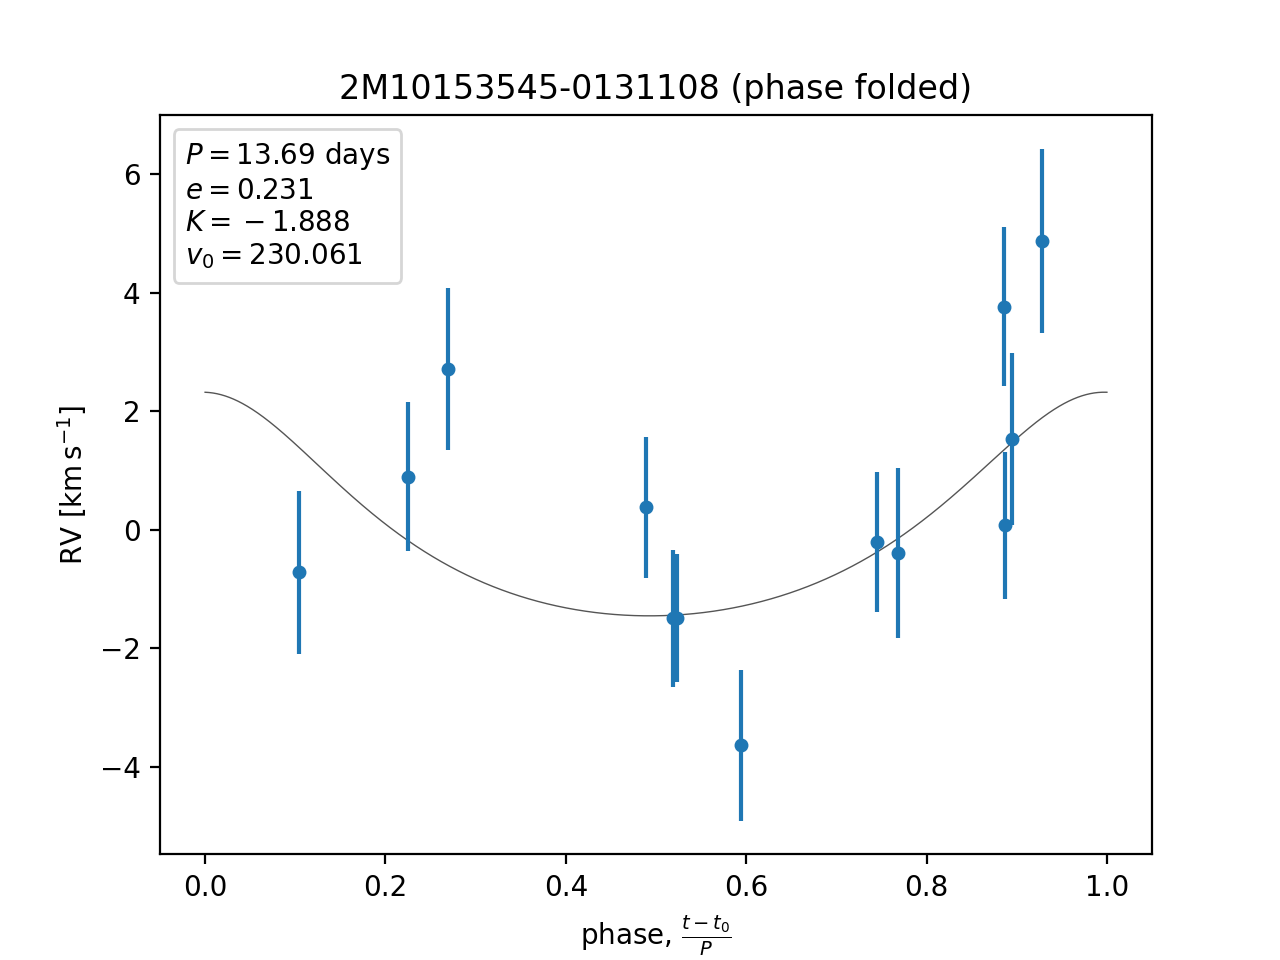 2M10153545-0131108 (phase folded)
P = 13.69 days
e = 0.231
K = −1.888
v₀ = 230.061
6
4
2
0
−2
−4
RV [km s⁻¹]
0.0 0.2 0.4 0.6 0.8 1.0
phase, (t − t₀)/P